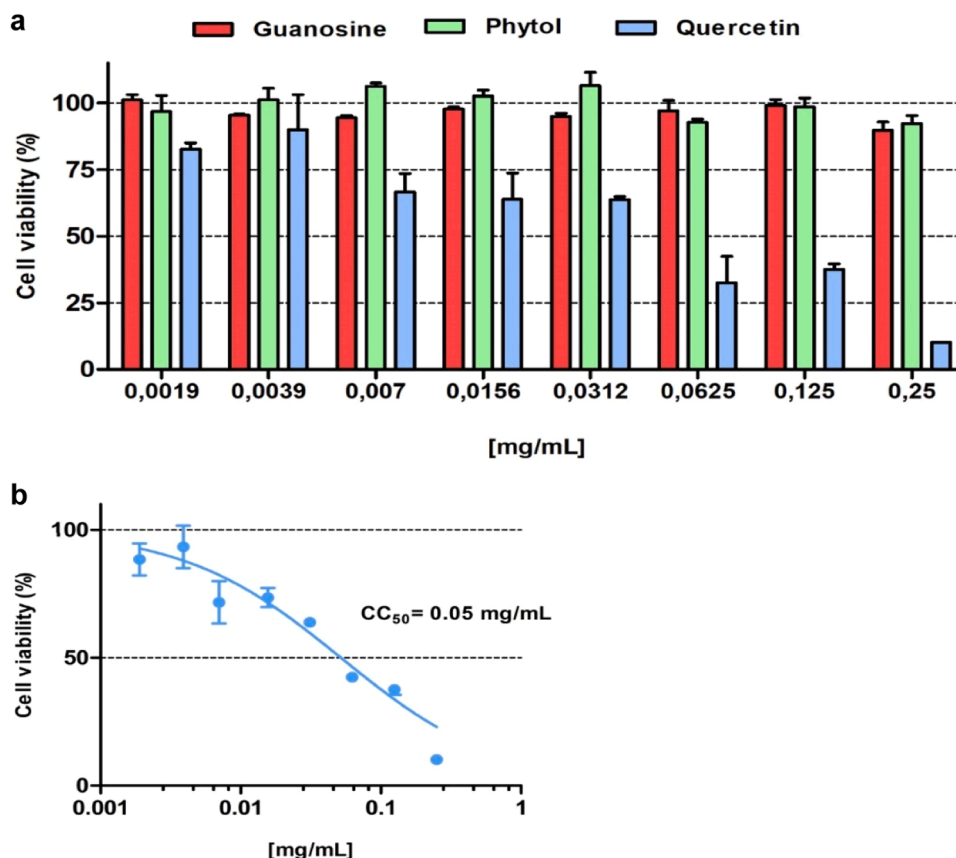 a
Guanosine Phytol Quercetin
Cell viability (%)
100
75
50
25
0
0,0019 0,0039 0,007 0,0156 0,0312 0,0625 0,125 0,25
[mg/mL]
b
Cell viability (%)
100
50
0
CC₅₀= 0.05 mg/mL
0.001 0.01 0.1 1
[mg/mL]